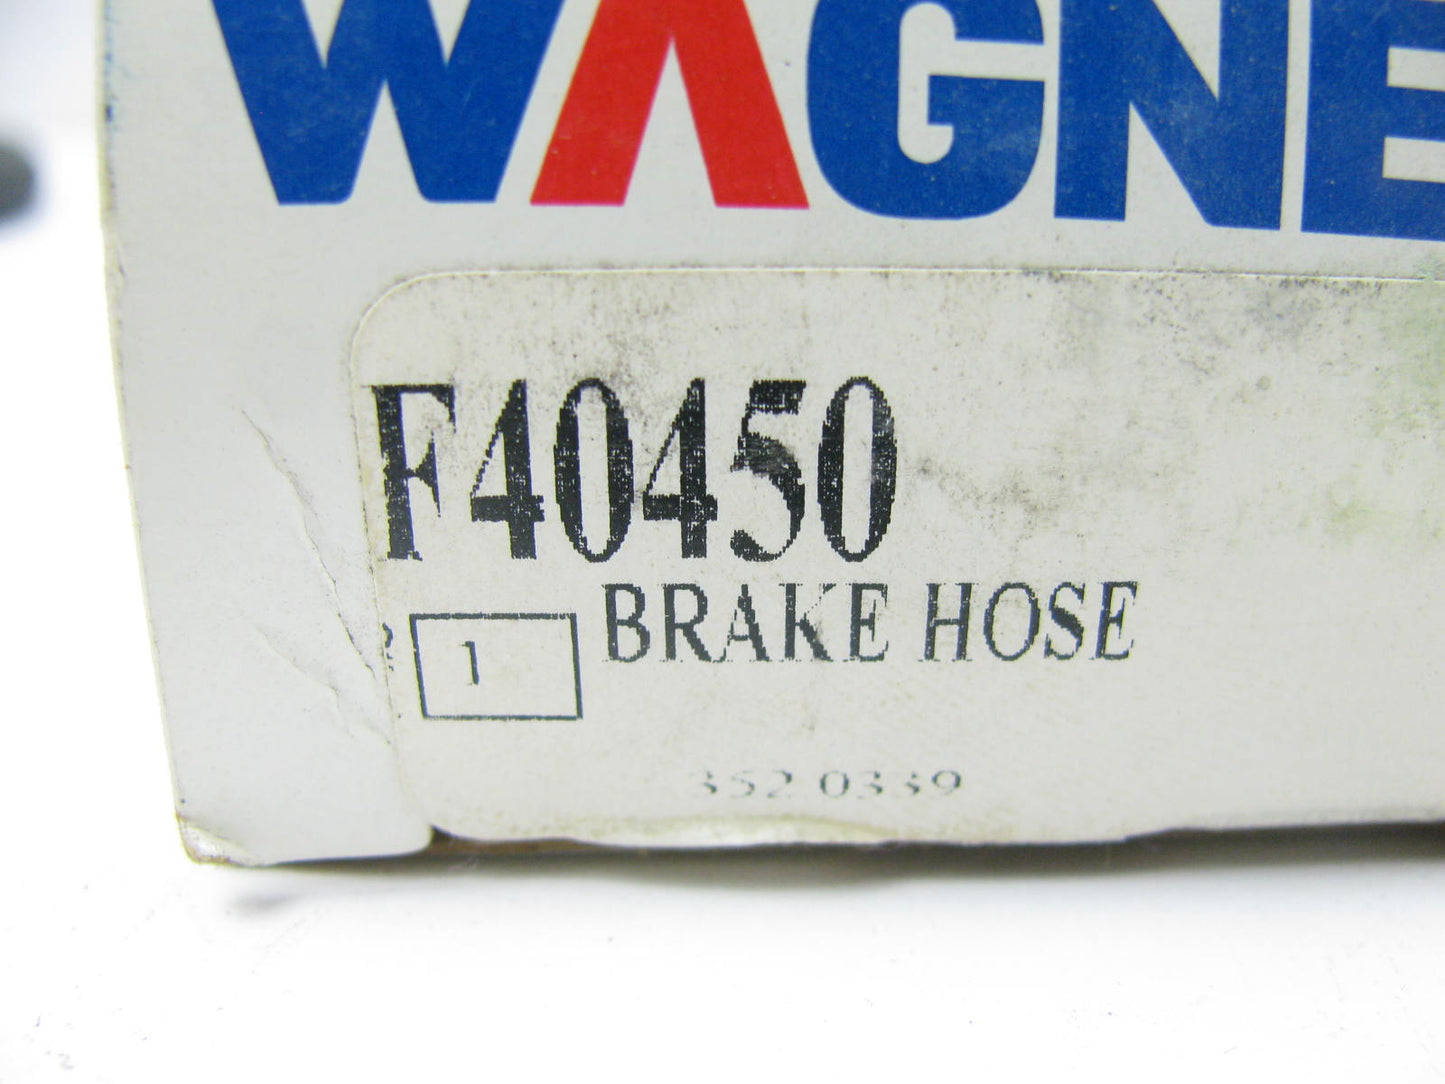 WAGNE
F40450
BRAKE HOSE
1
352 0339